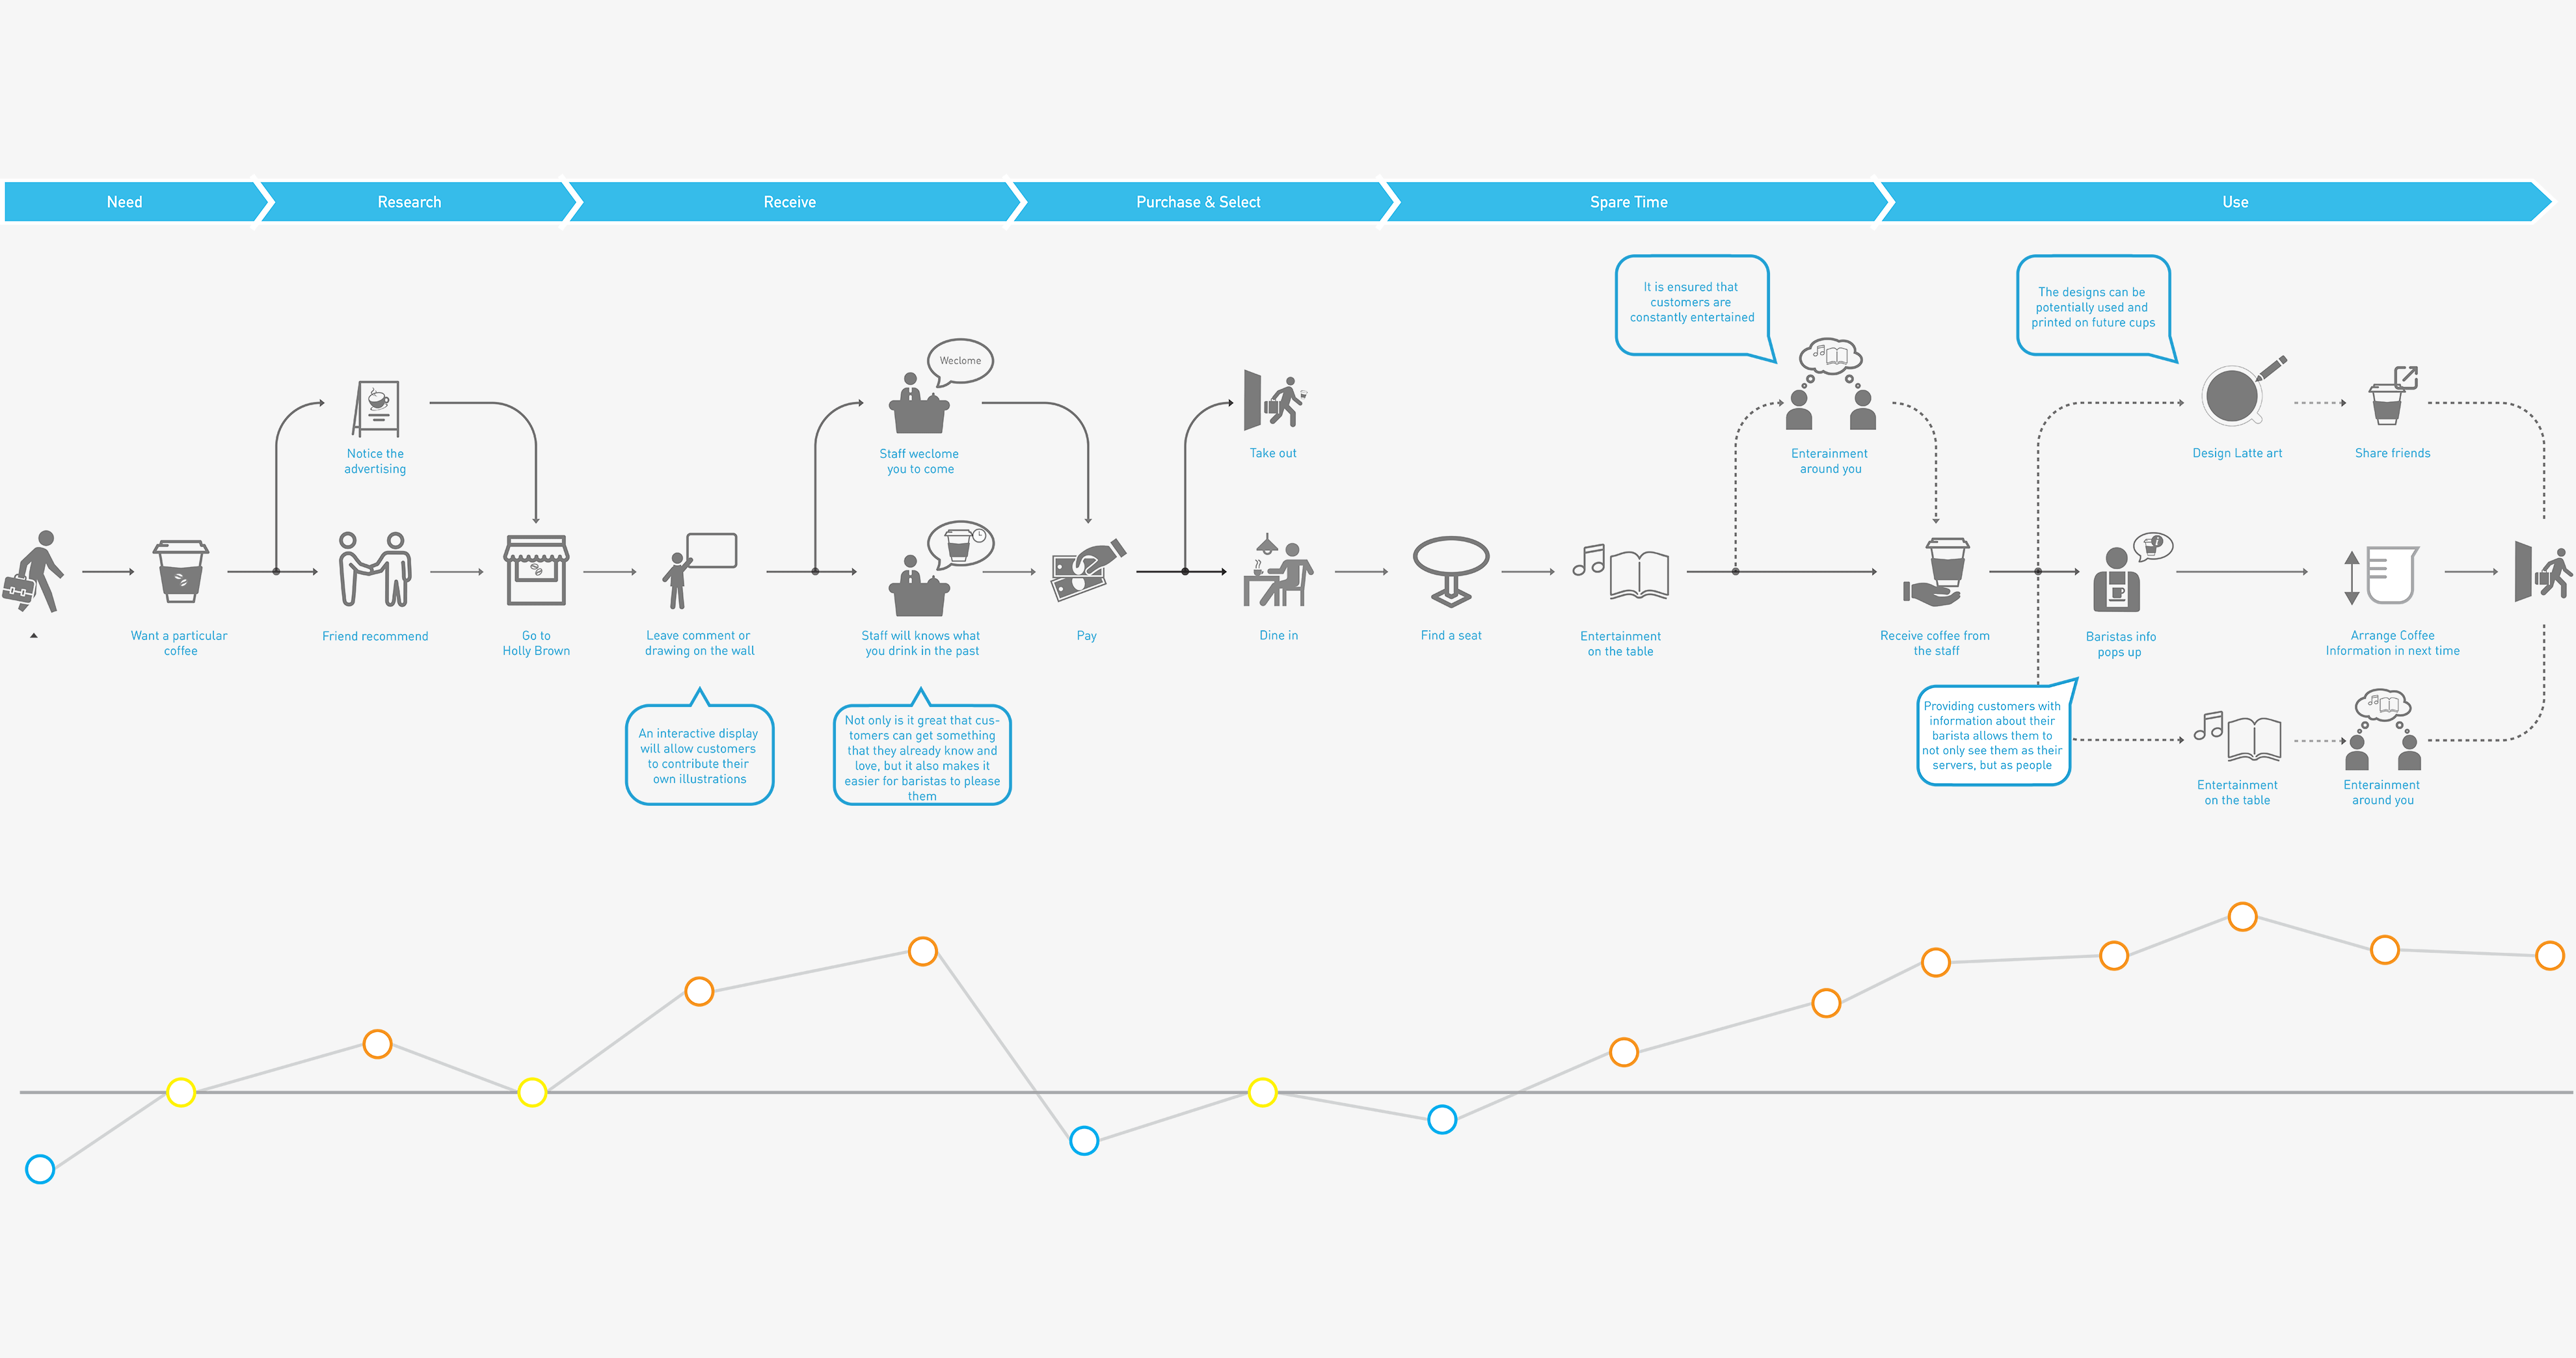 Need
Research
Receive
Purchase & Select
Spare Time
Use
It is ensured that
customers are
constantly entertained
The designs can be
potentially used and
printed on future cups
Weclome
Notice the
advertising
Staff weclome
you to come
Take out
Enterainment
around you
Design Latte art
Share friends
Want a particular
coffee
Friend recommend
Go to
Holly Brown
Leave comment or
drawing on the wall
Staff will knows what
you drink in the past
Pay
Dine in
Find a seat
Entertainment
on the table
Receive coffee from
the staff
Baristas info
pops up
Arrange Coffee
Information in next time
An interactive display
will allow customers
to contribute their
own illustrations
Not only is it great that cus-
tomers can get something
that they already know and
love, but it also makes it
easier for baristas to please
them
Providing customers with
information about their
barista allows them to
not only see them as their
servers, but as people
Entertainment
on the table
Enterainment
around you